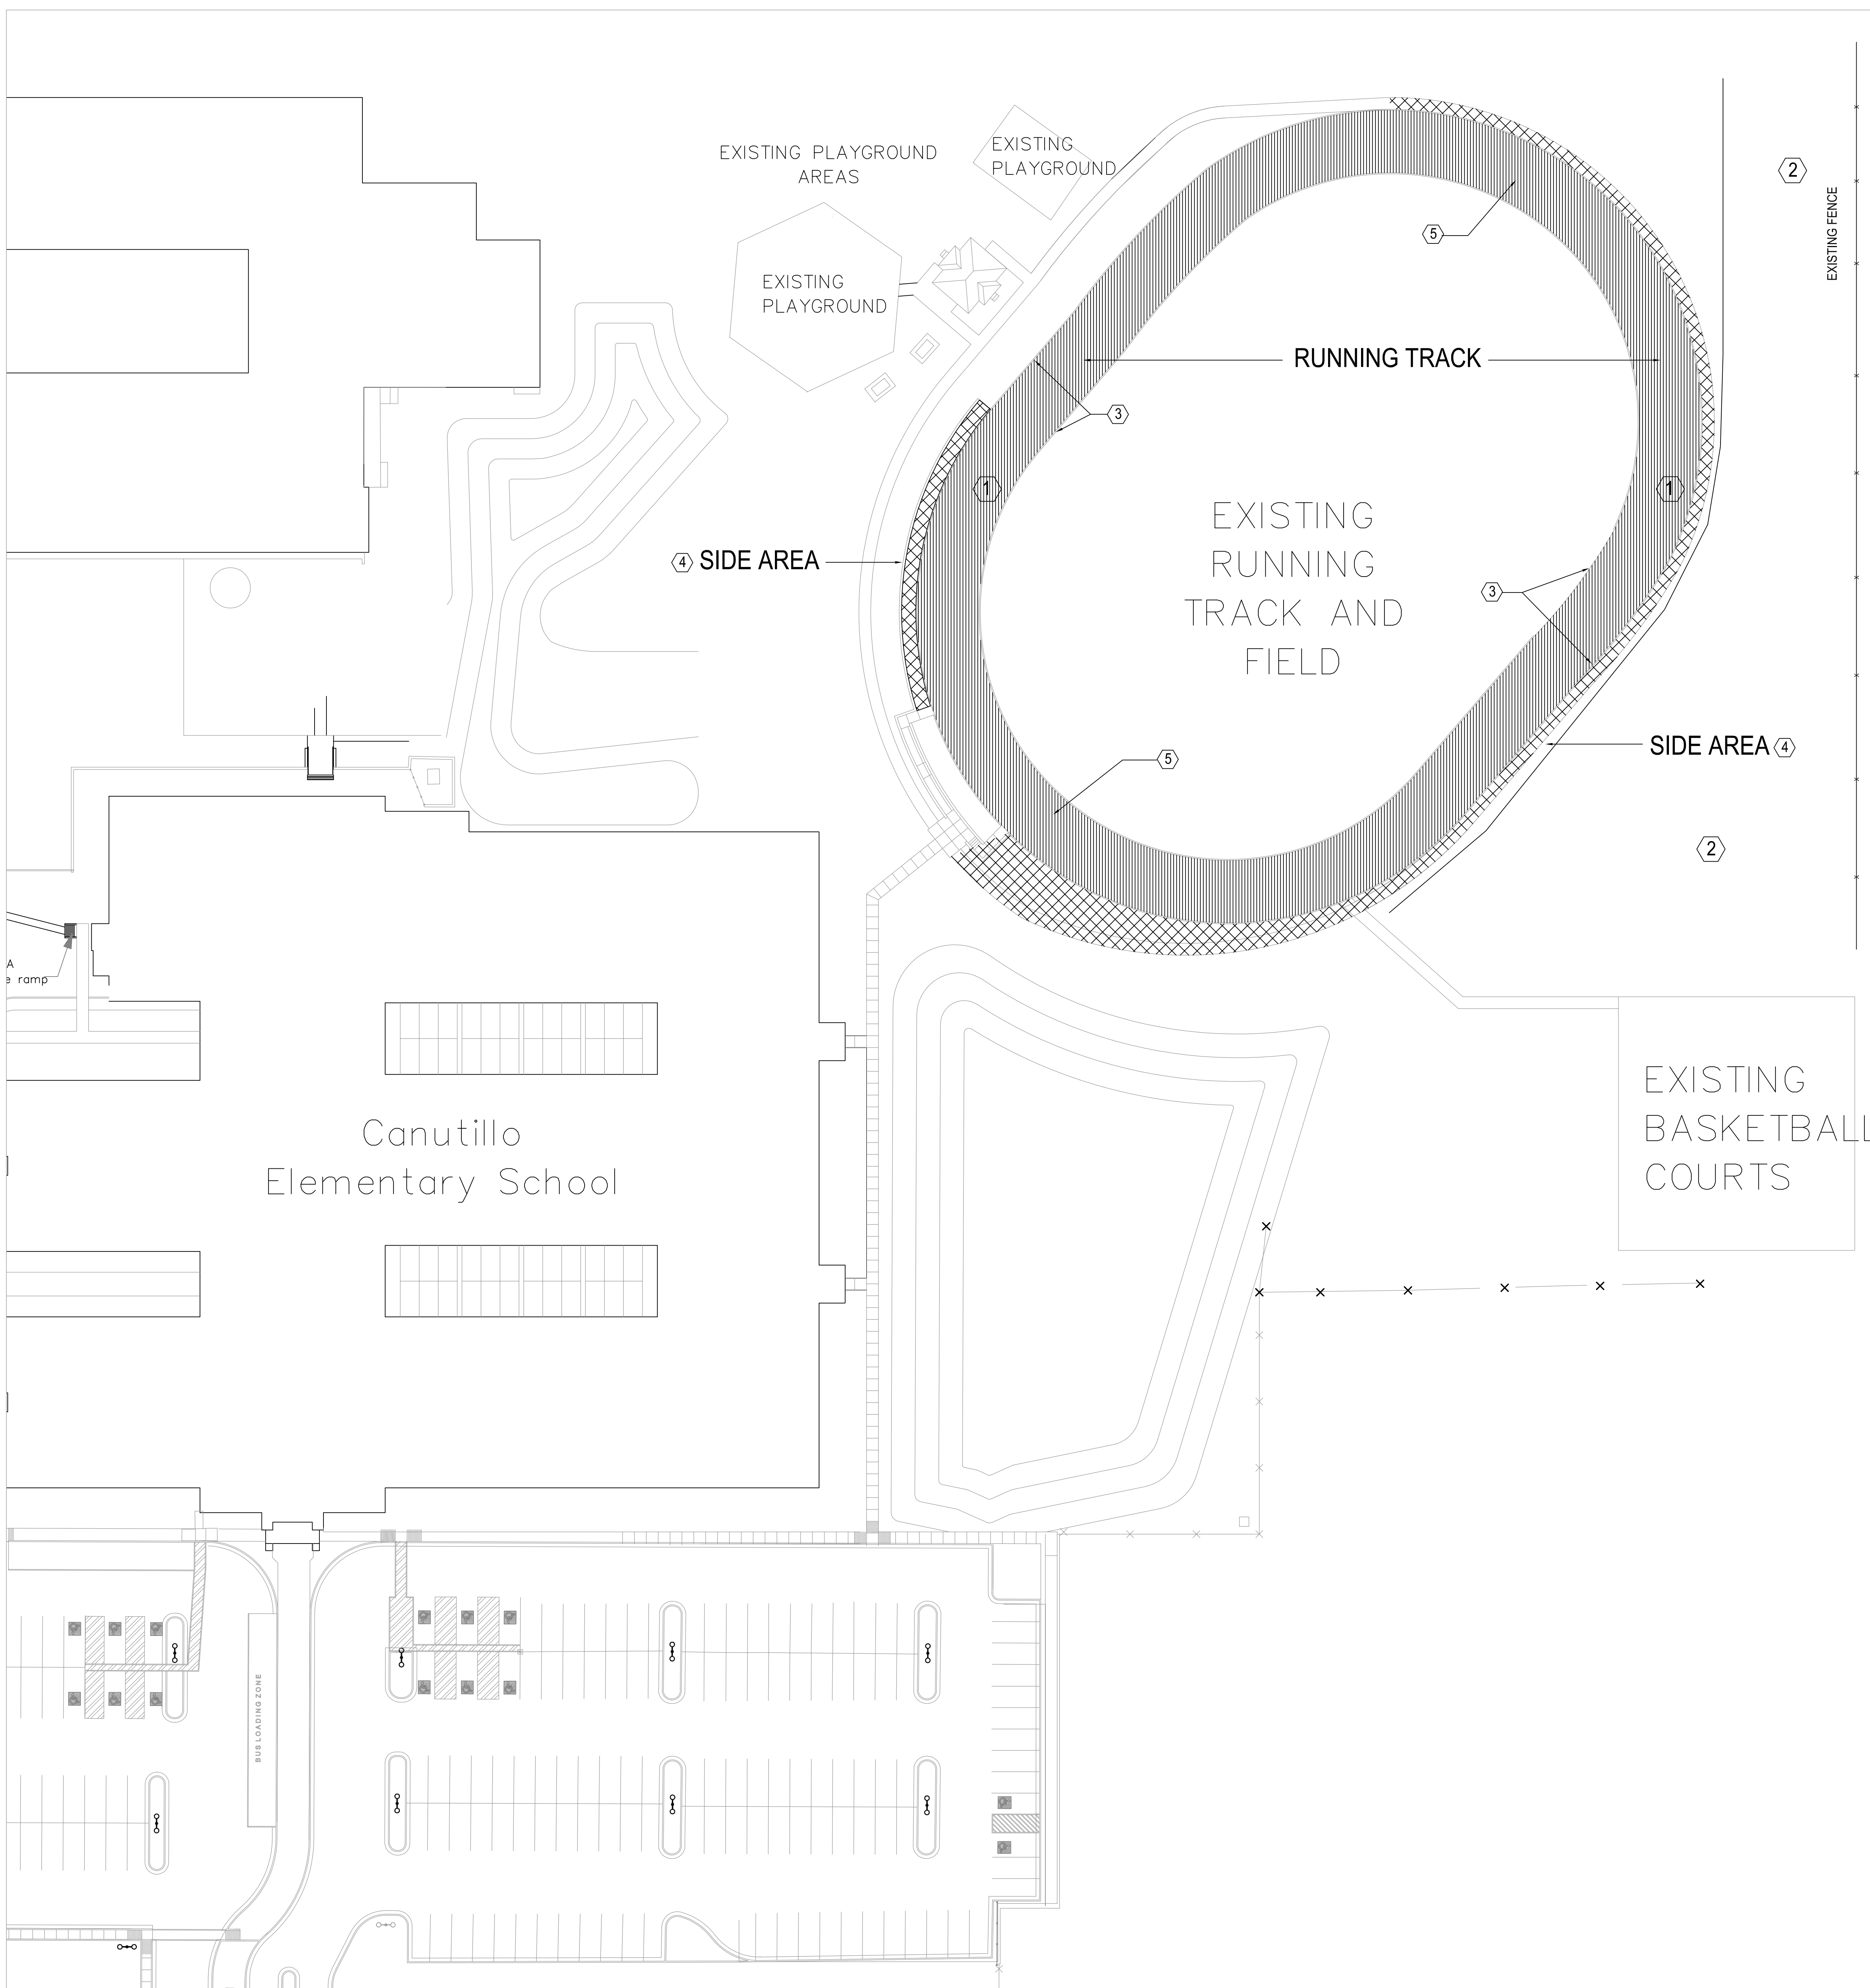 EXISTING PLAYGROUND
AREAS
EXISTING
PLAYGROUND
2
EXISTING FENCE
5
EXISTING
PLAYGROUND
RUNNING TRACK
3
1
1
EXISTING
RUNNING
TRACK AND
FIELD
4 SIDE AREA
3
SIDE AREA 4
5
2
A
e ramp
EXISTING
BASKETBALL
COURTS
Canutillo
Elementary School
BUS LOADING ZONE